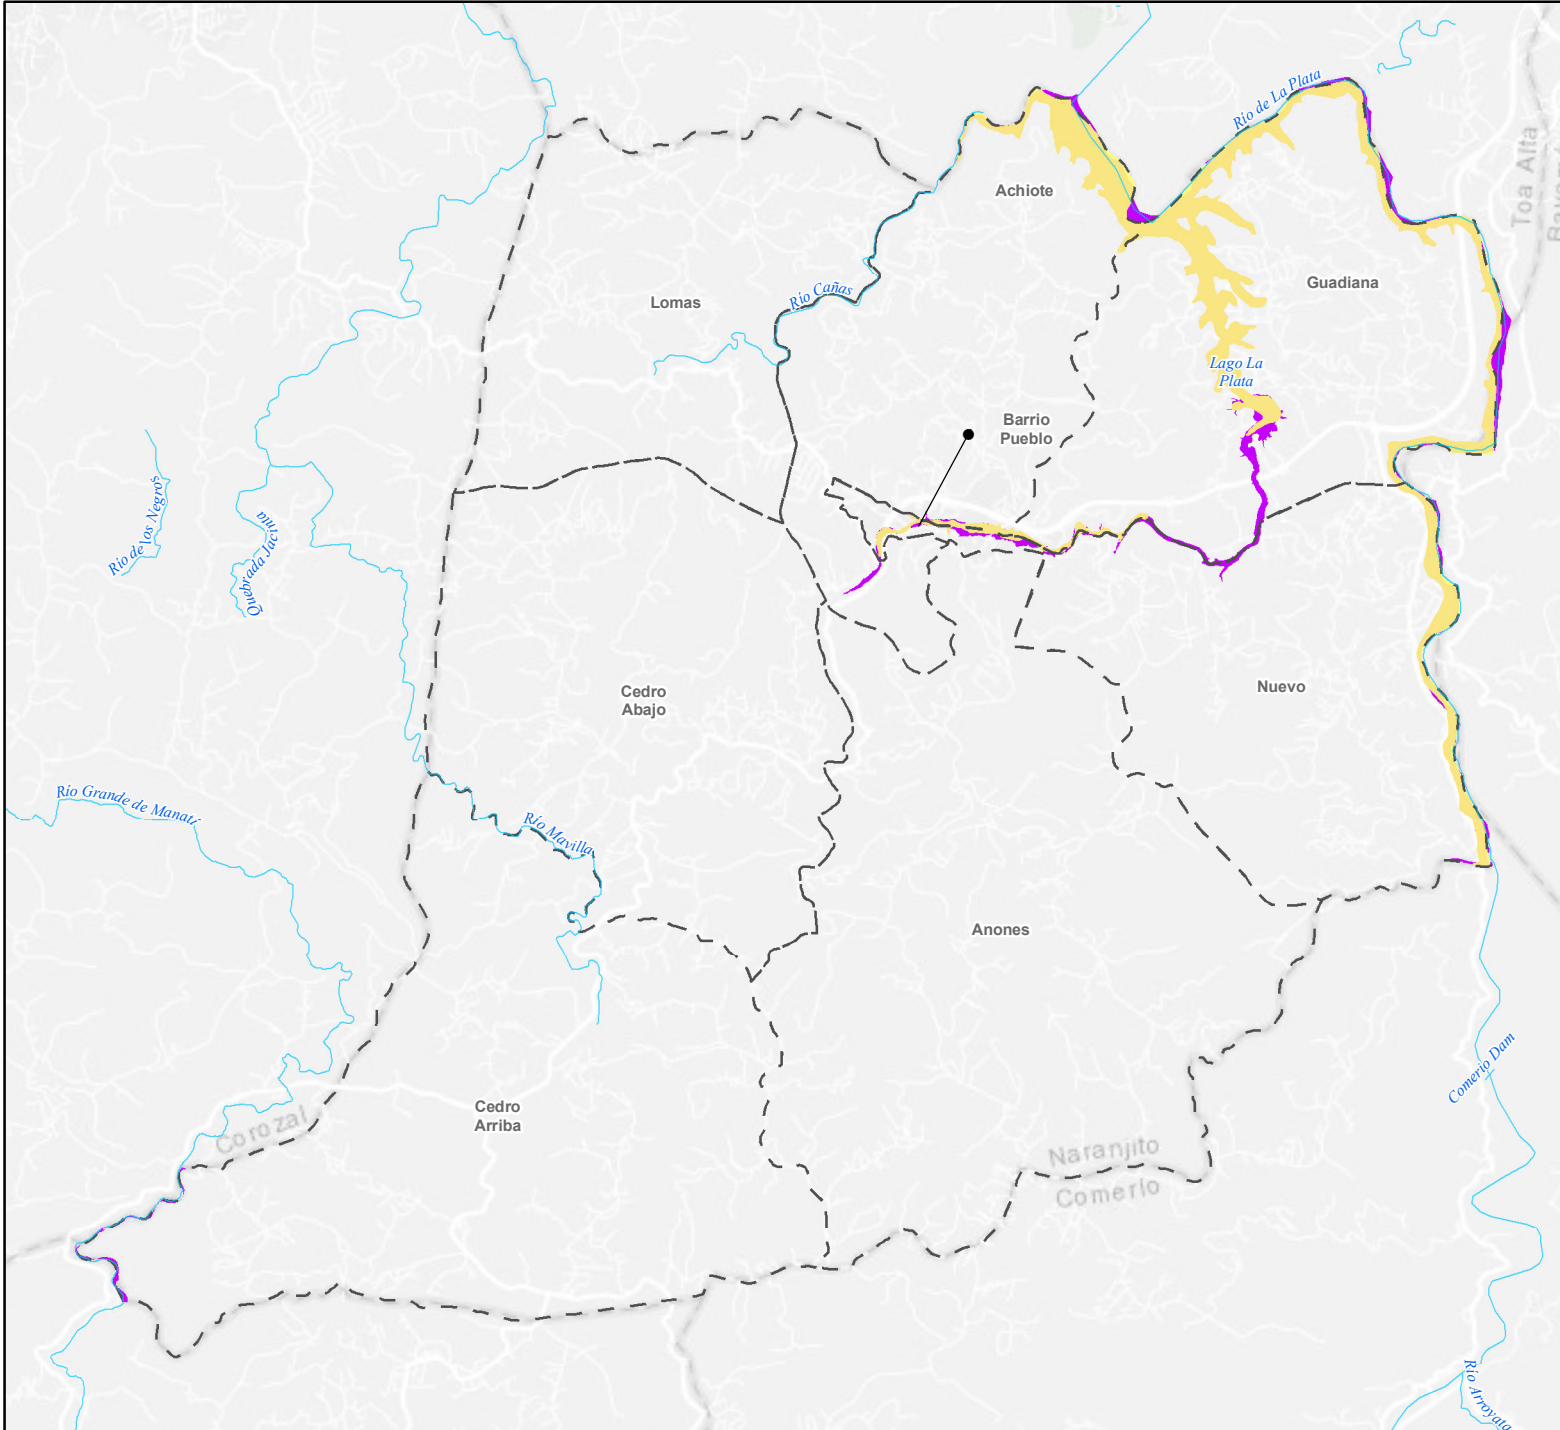 Río de La Plata
Toa Alta
Achiote
Guadiana
Río Cañas
Lomas
Lago La
Plata
Barrio
Pueblo
Río de los Negros
Quebrada Jacinta
Cedro
Abajo
Nuevo
Río Grande de Manatí
Río Mavilla
Anones
Comerio Dam
Cedro
Arriba
Corozal
Naranjito
Comerío
Río Arroyata